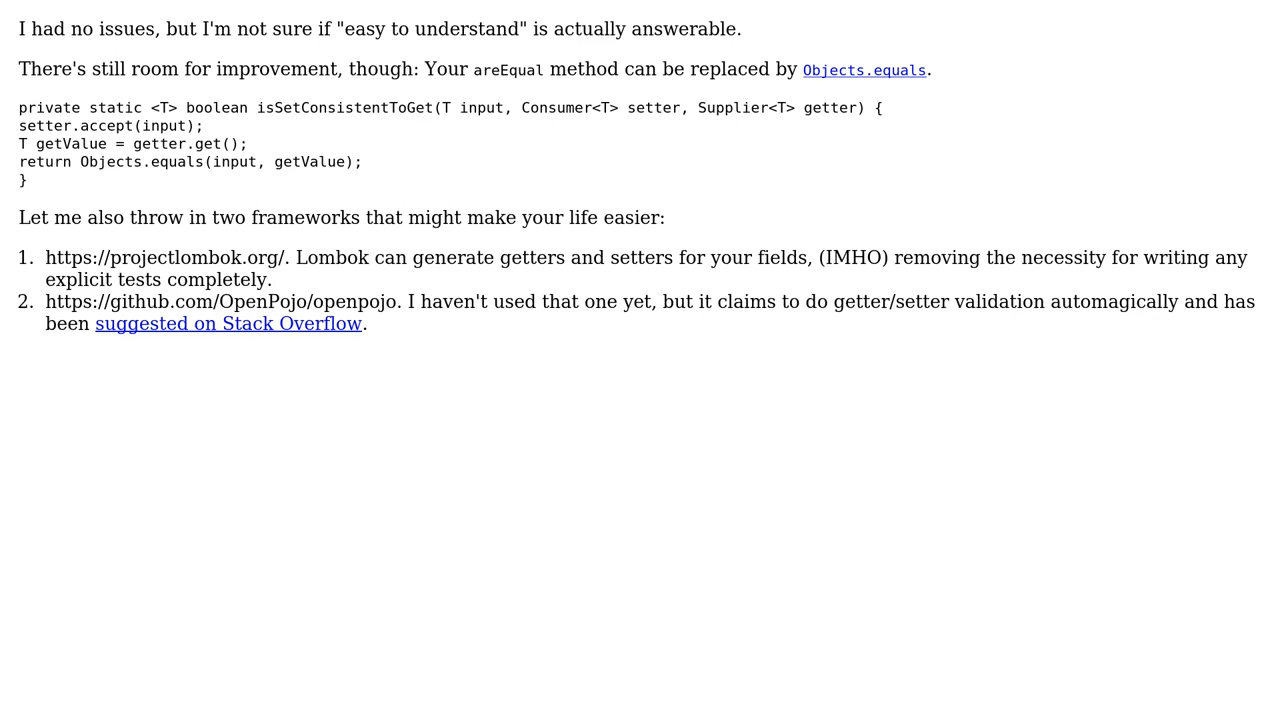 I had no issues, but I'm not sure if "easy to understand" is actually answerable.
There's still room for improvement, though: Your areEqual method can be replaced by Objects.equals.
private static <T> boolean isSetConsistentToGet(T input, Consumer<T> setter, Supplier<T> getter) {
setter.accept(input);
T getValue = getter.get();
return Objects.equals(input, getValue);
}
Let me also throw in two frameworks that might make your life easier:
1. https://projectlombok.org/. Lombok can generate getters and setters for your fields, (IMHO) removing the necessity for writing any
explicit tests completely.
2. https://github.com/OpenPojo/openpojo. I haven't used that one yet, but it claims to do getter/setter validation automagically and has
been suggested on Stack Overflow.